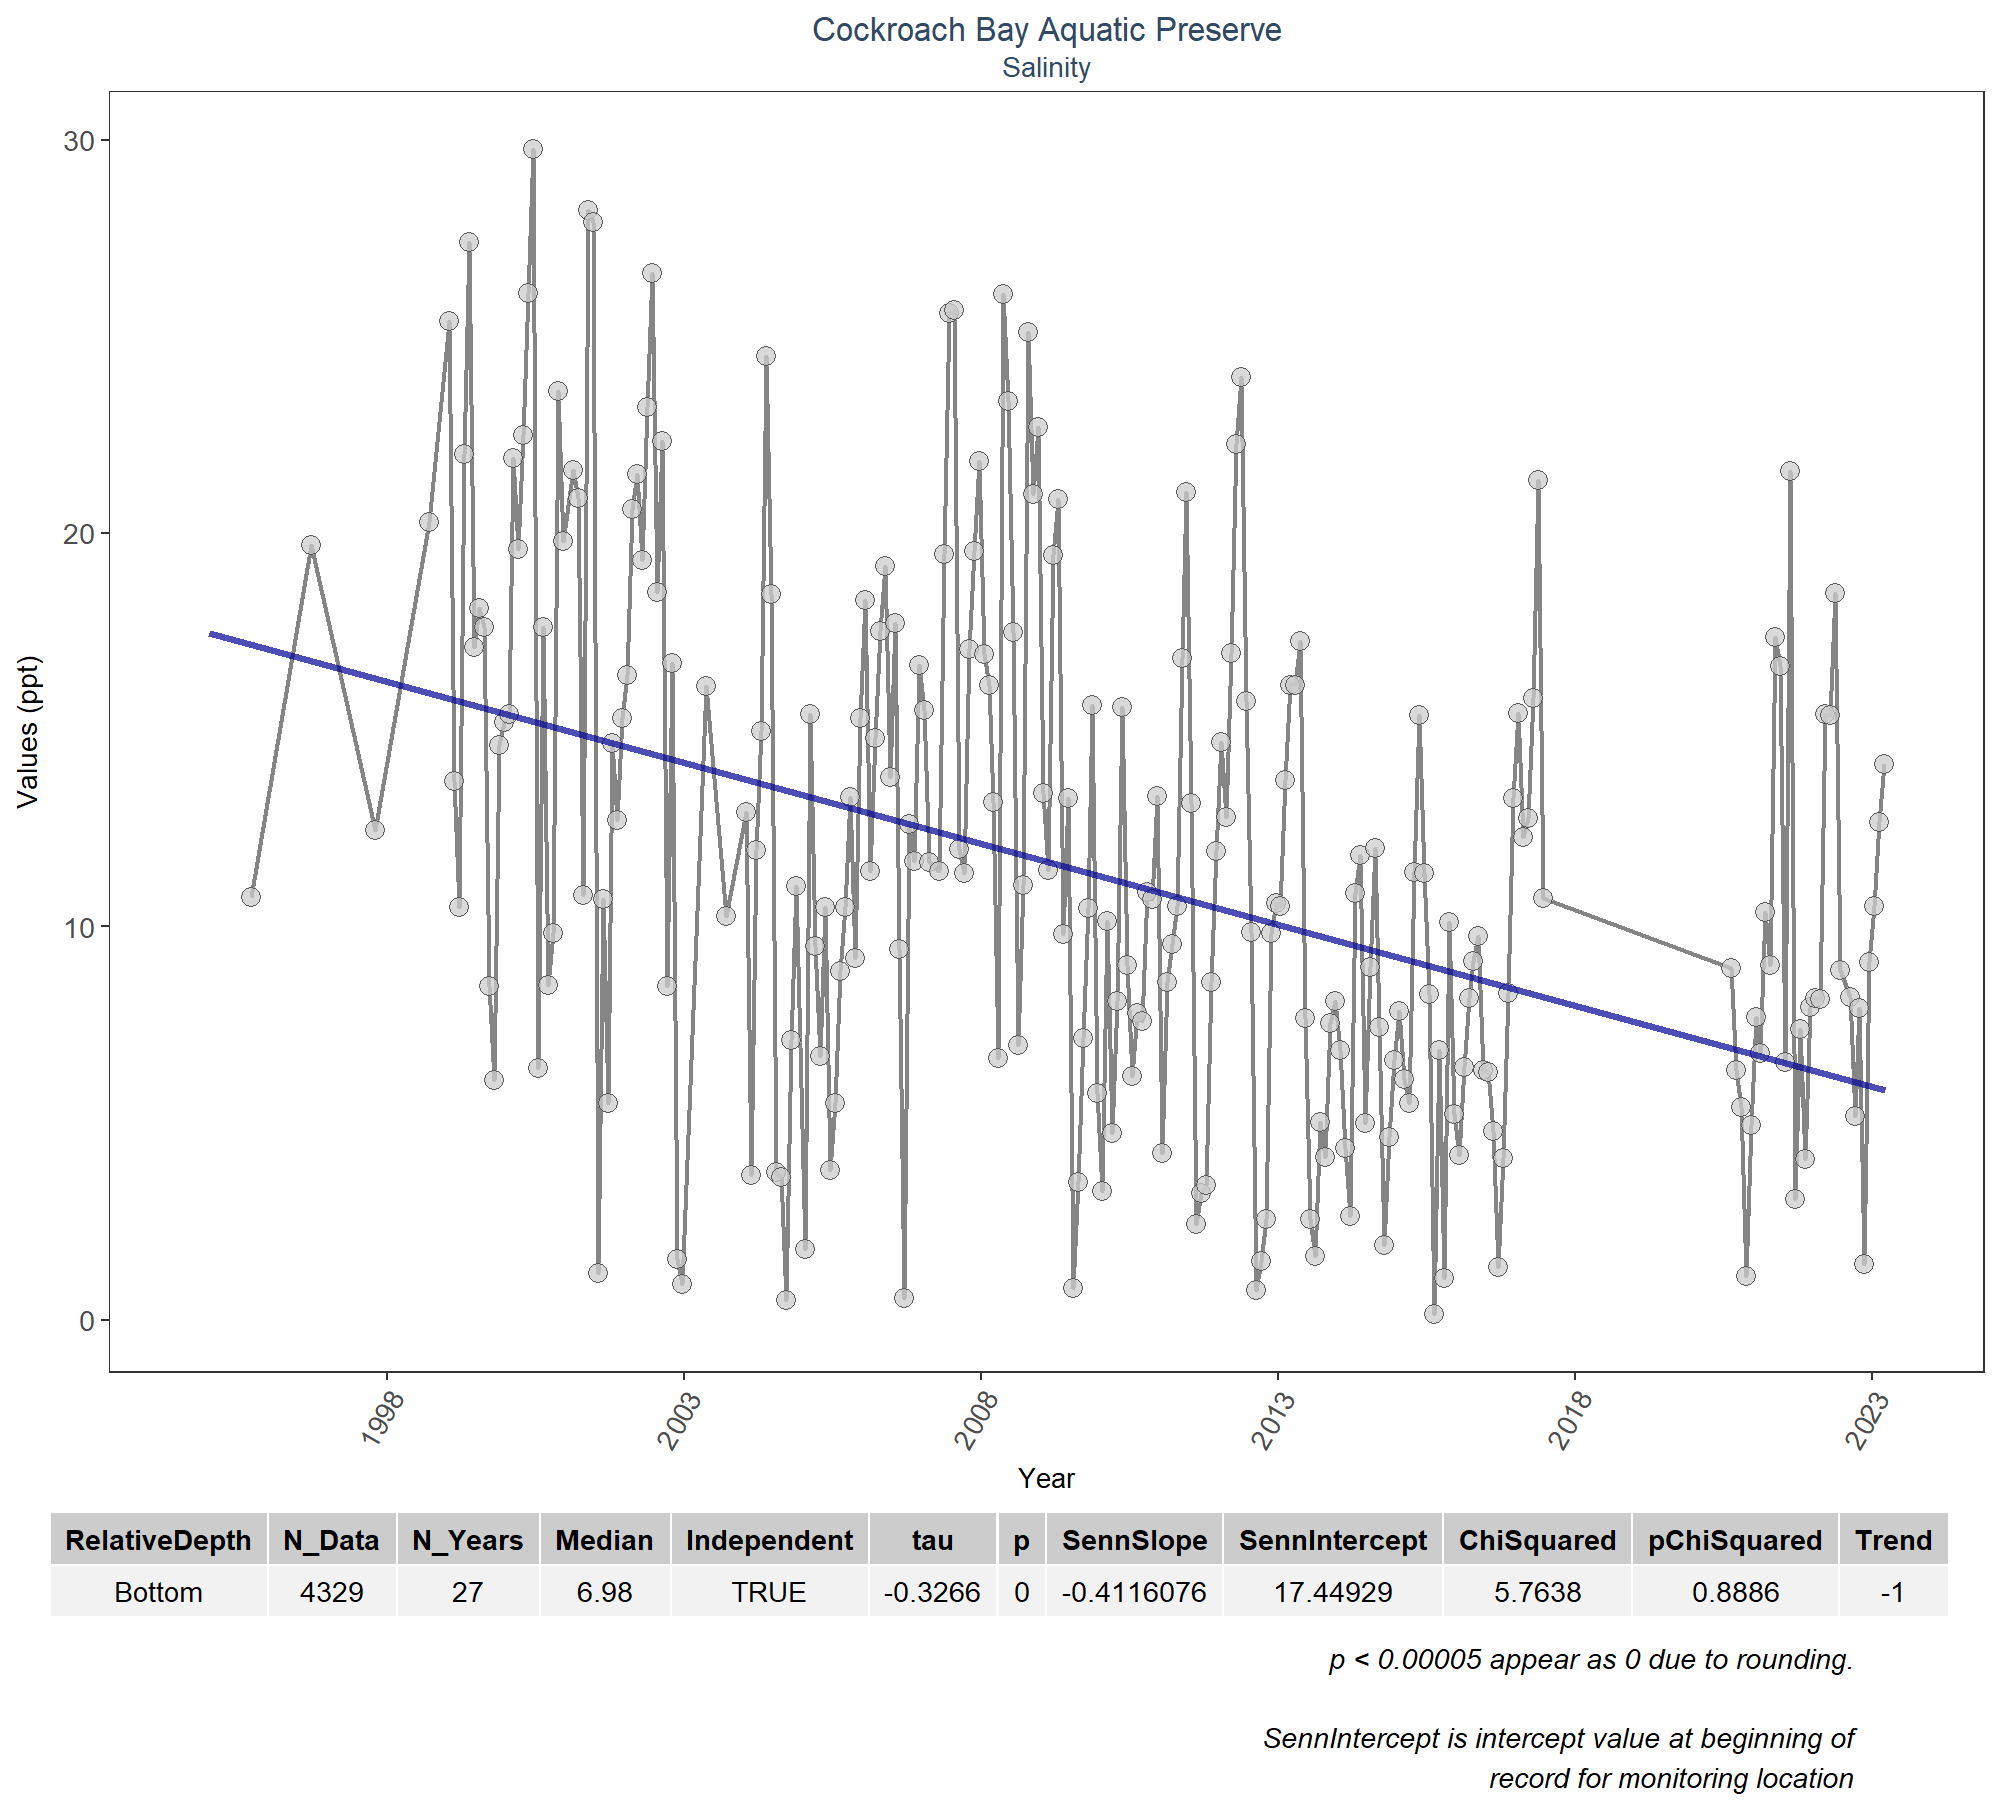 Cockroach Bay Aquatic Preserve
Salinity
30
20
10
0
Values (ppt)
1998
2003
2008
2013
2018
2023
Year
RelativeDepth N_Data N_Years Median Independent tau p SennSlope SennIntercept ChiSquared pChiSquared Trend
Bottom 4329 27 6.98 TRUE -0.3266 0 -0.4116076 17.44929 5.7638 0.8886 -1
p < 0.00005 appear as 0 due to rounding.
SennIntercept is intercept value at beginning of
record for monitoring location